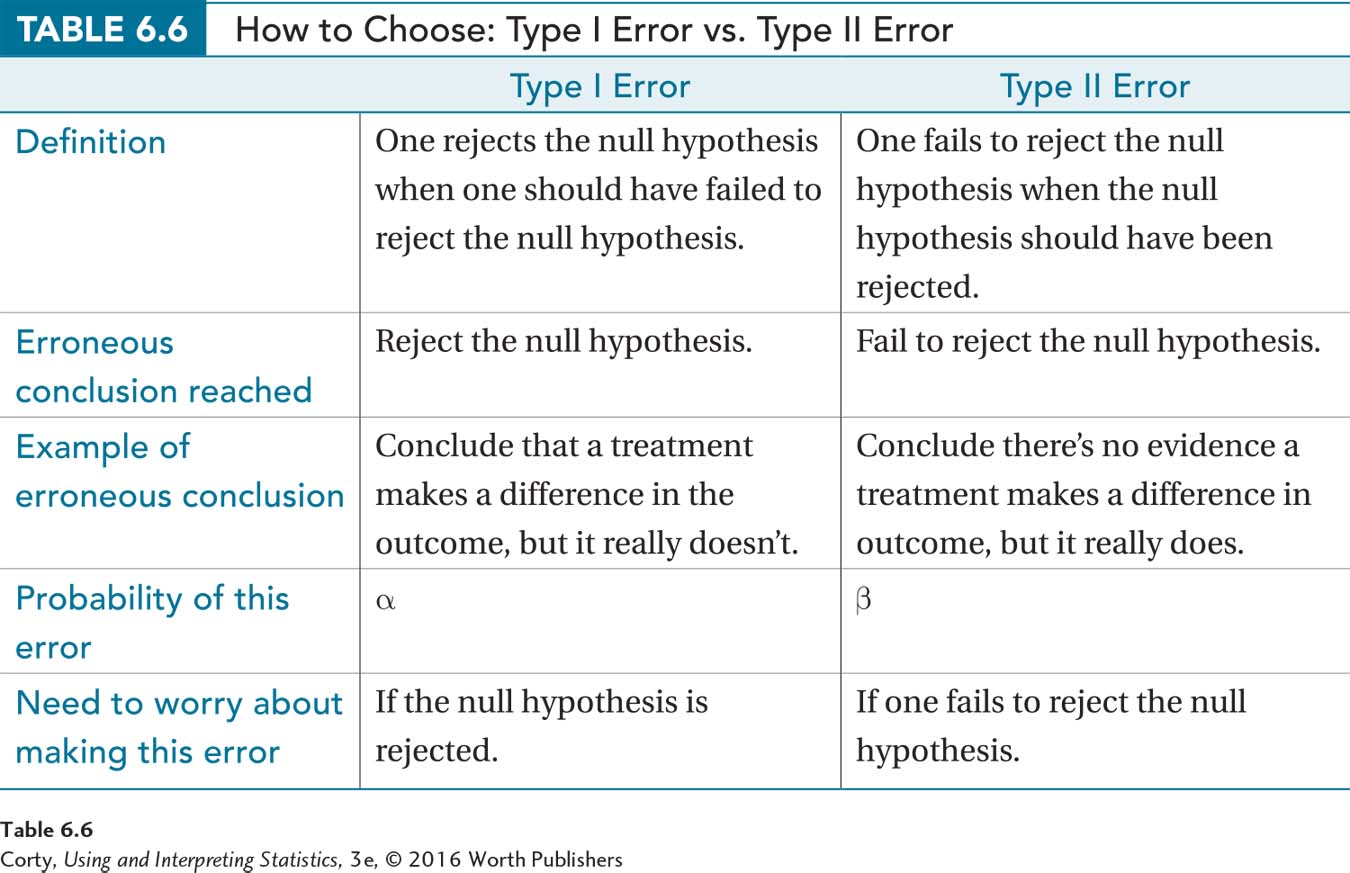 TABLE 6.6 How to Choose: Type I Error vs. Type II Error
Type I Error Type II Error
Definition
One rejects the null hypothesis
when one should have failed to
reject the null hypothesis.
One fails to reject the null
hypothesis when the null
hypothesis should have been
rejected.
Erroneous
conclusion reached
Reject the null hypothesis.
Fail to reject the null hypothesis.
Example of
erroneous conclusion
Conclude that a treatment
makes a difference in the
outcome, but it really doesn’t.
Conclude there’s no evidence a
treatment makes a difference in
outcome, but it really does.
Probability of this
error
α
β
Need to worry about
making this error
If the null hypothesis is
rejected.
If one fails to reject the null
hypothesis.
Table 6.6
Corty, Using and Interpreting Statistics, 3e, © 2016 Worth Publishers